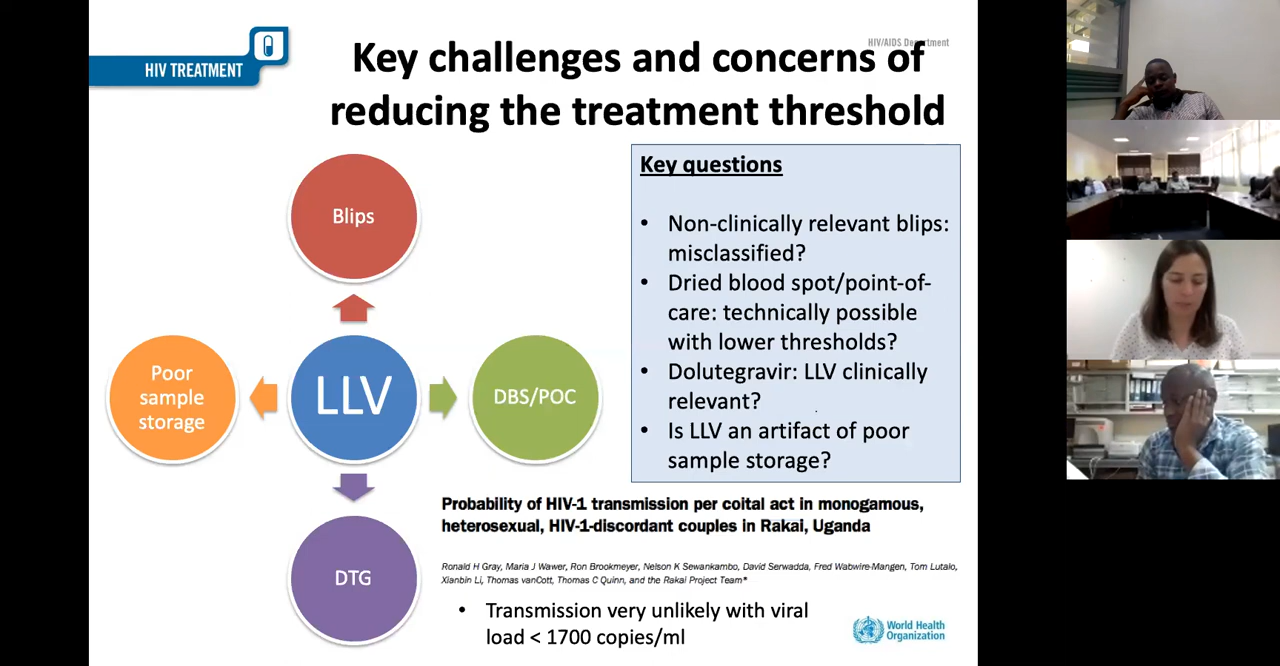 HIV/AIDS Department
HIV TREATMENT
Key challenges and concerns of
reducing the treatment threshold
Blips
Poor
sample
storage
LLV
DBS/POC
DTG
Key questions
• Non-clinically relevant blips:
misclassified?
• Dried blood spot/point-of-
care: technically possible
with lower thresholds?
• Dolutegravir: LLV clinically
relevant?
• Is LLV an artifact of poor
sample storage?
Probability of HIV-1 transmission per coital act in monogamous,
heterosexual, HIV-1-discordant couples in Rakai, Uganda
Ronald H Gray, Maria J Wawer, Ron Brookmeyer, Nelson K Sewankambo, David Serwadda, Fred Wabwire-Mangen, Tom Lutalo,
Xianbin Li, Thomas vanCott, Thomas C Quinn, and the Rakai Project Team*
• Transmission very unlikely with viral
load < 1700 copies/ml
World Health
Organization